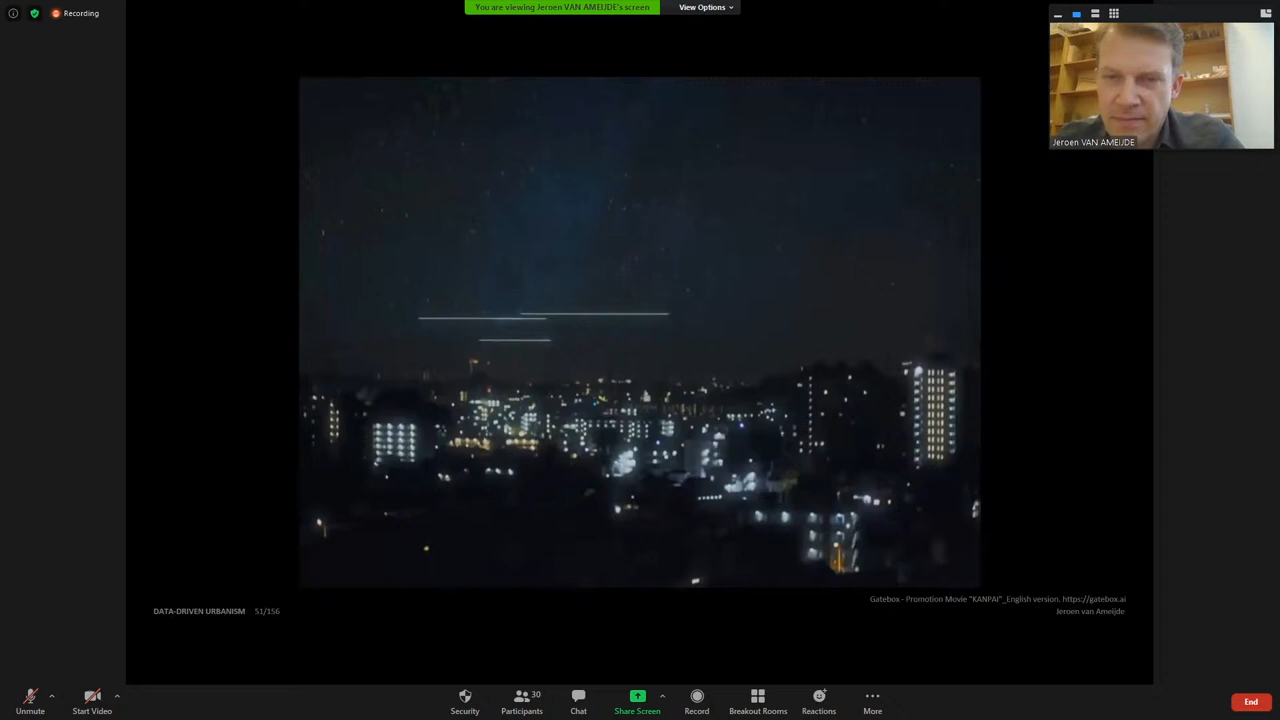 Recording
You are viewing Jeroen VAN AMEIJDE's screen
View Options
Jeroen VAN AMEIJDE
Gatebox - Promotion Movie "KANPAI"_English version. https://gatebox.ai
DATA-DRIVEN URBANISM 51/156
Jeroen van Ameijde
Unmute
Start Video
Security
Participants
30
Chat
Share Screen
Record
Breakout Rooms
Reactions
More
End